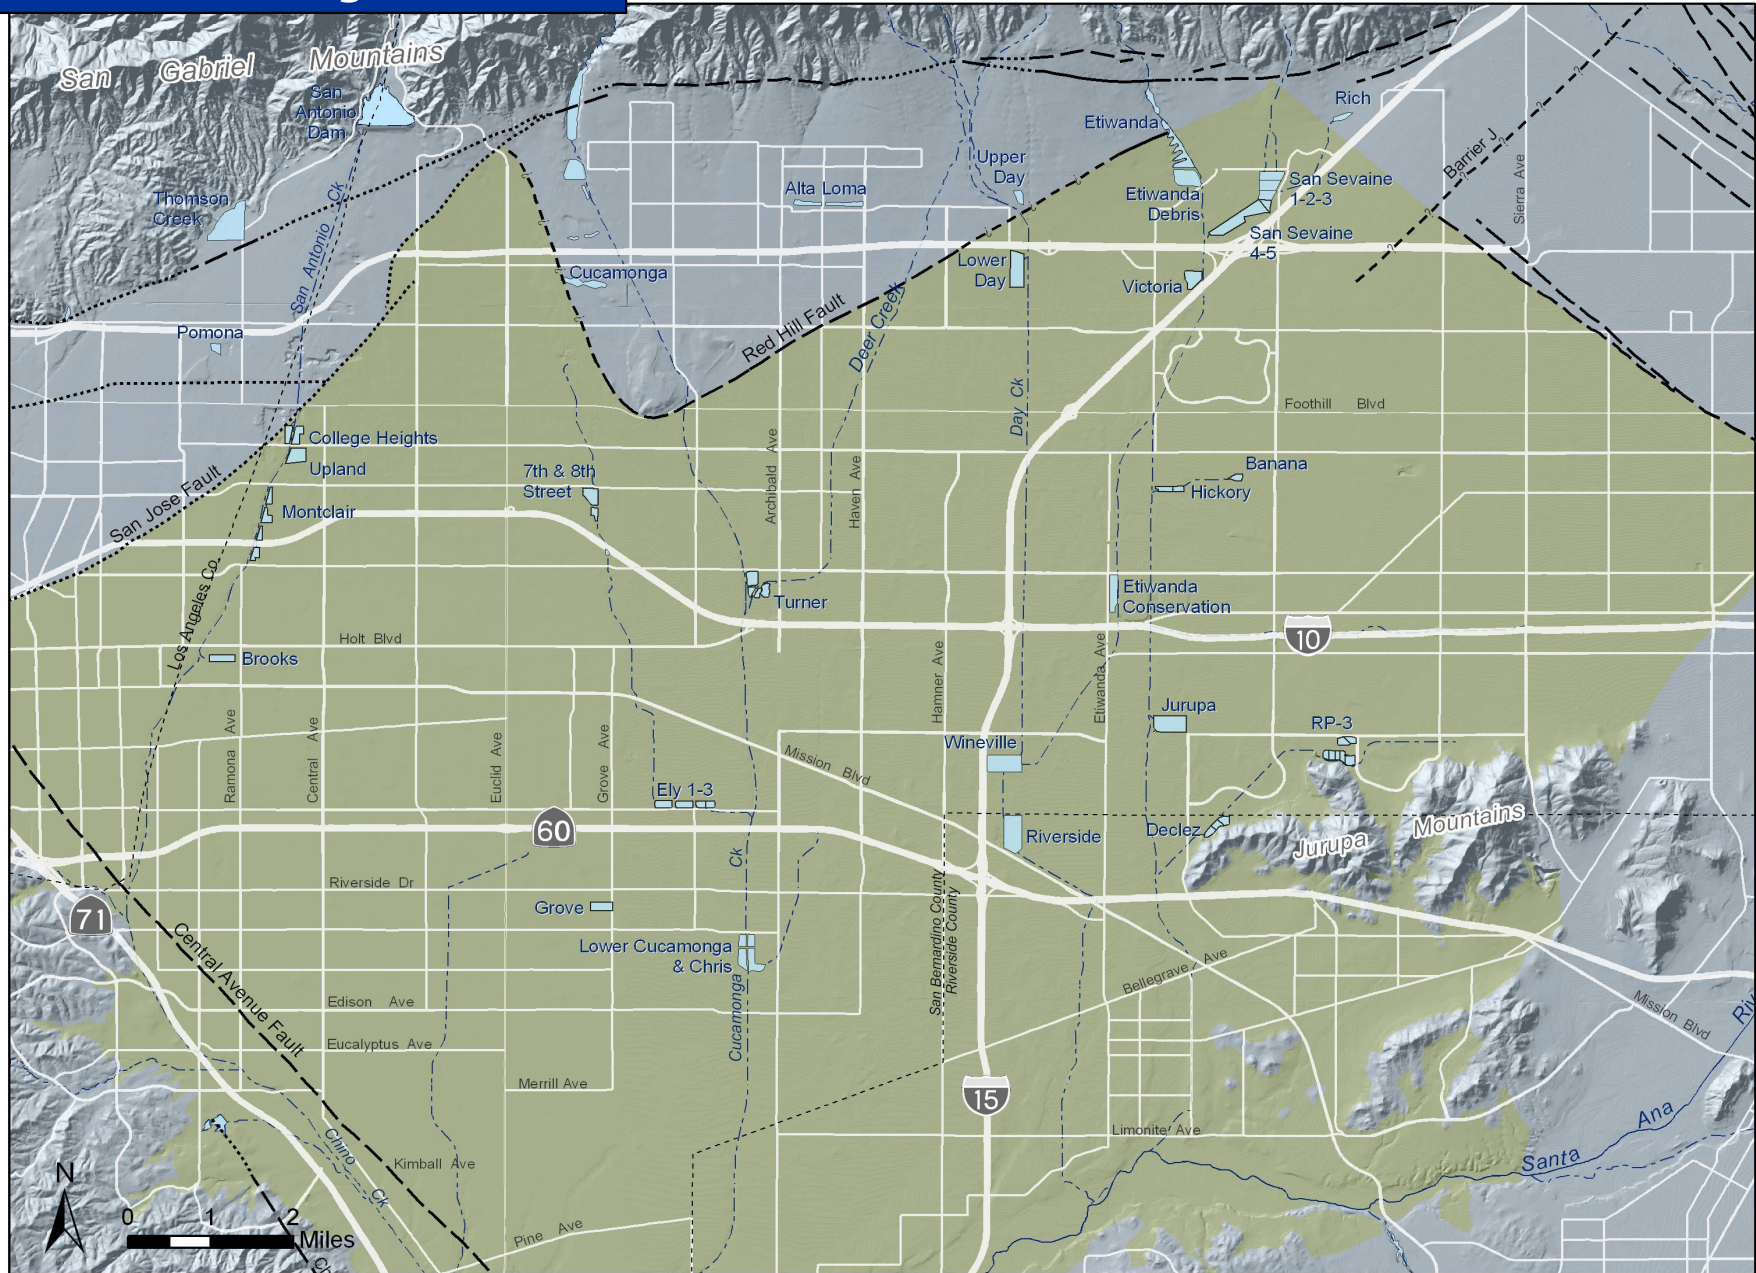 San Gabriel Mountains
San
Antonio
Dam
Thomson
Creek
San Antonio Ck
Pomona
Alta Loma
Upper
Day
Etiwanda
Rich
Barrier J
Sierra Ave
Etiwanda
Debris
San Sevaine
1-2-3
San Sevaine
4-5
Cucamonga
Lower
Day
Victoria
Red Hill Fault
Deer Creek
Day Ck
Foothill Blvd
College Heights
Upland
Montclair
San Jose Fault
7th & 8th
Street
Archibald Ave
Haven Ave
Banana
Hickory
Los Angeles Co.
Turner
Etiwanda
Conservation
10
Holt Blvd
Brooks
Hamner Ave
Etiwanda Ave
Jurupa
RP-3
Ramona Ave
Central Ave
Euclid Ave
Grove Ave
Mission Blvd
Wineville
Ely 1-3
60
Riverside
Declez
Jurupa Mountains
Ck
Riverside Dr
Grove
71
Central Avenue Fault
Lower Cucamonga
& Chris
San Bernardino County
Riverside County
Bellegrave Ave
Cucamonga
Edison Ave
Mission Blvd
Riv
Eucalyptus Ave
Merrill Ave
15
Limonite Ave
Santa Ana
Chino Ck
Kimball Ave
Pine Ave
N
0 1 2
Miles
Ch